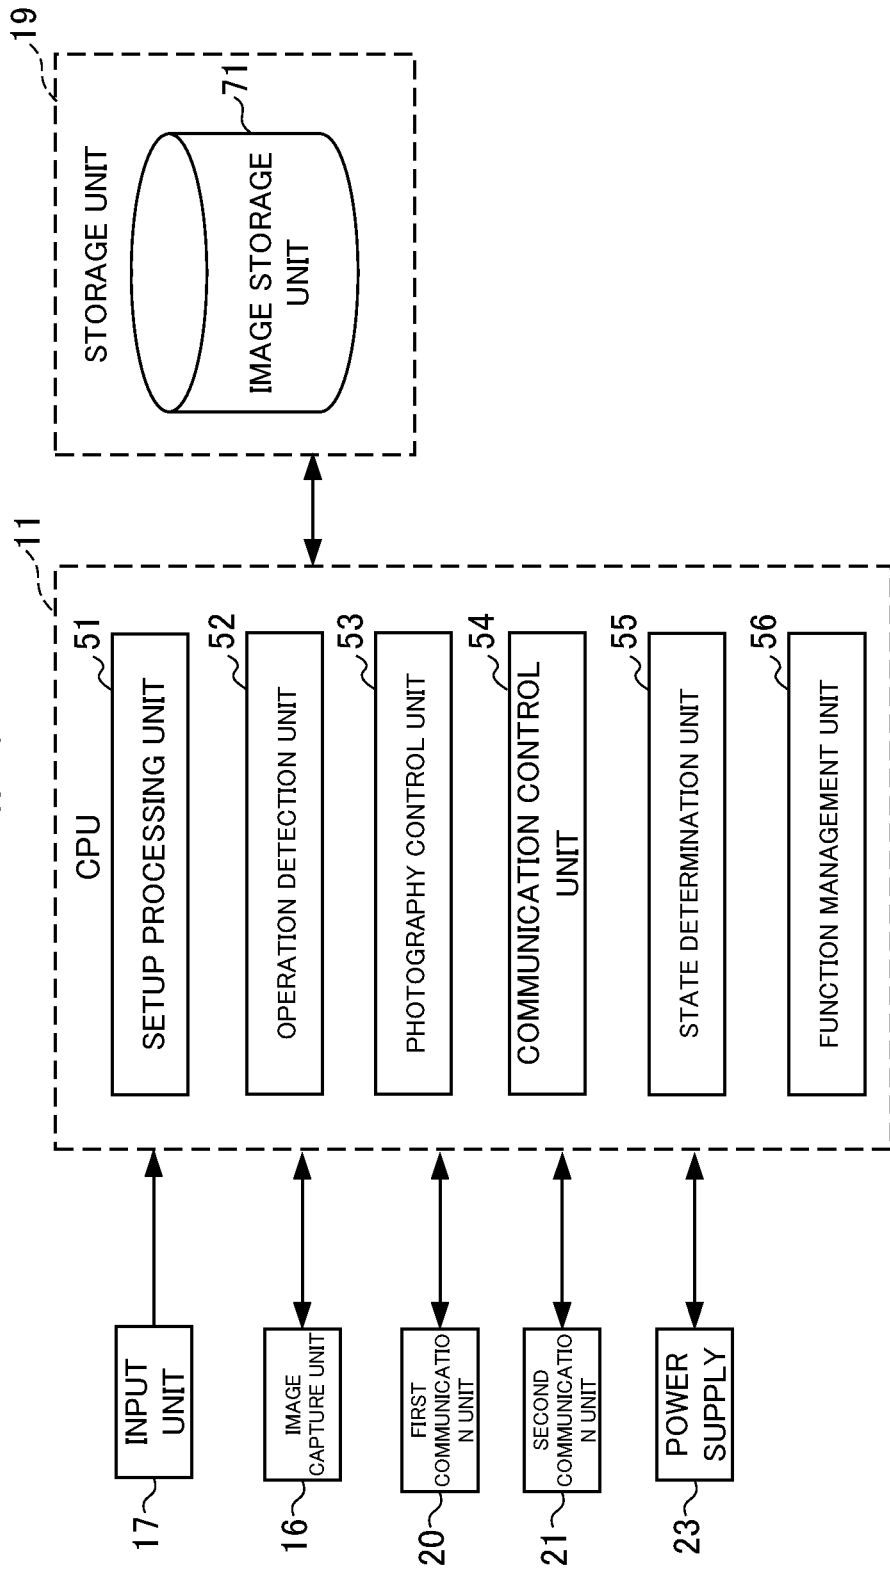 17
INPUT
UNIT
16
IMAGE
CAPTURE UNIT
20
FIRST
COMMUNICATIO
N UNIT
21
SECOND
COMMUNICATIO
N UNIT
23
POWER
SUPPLY
11
CPU
51
SETUP PROCESSING UNIT
52
OPERATION DETECTION UNIT
53
PHOTOGRAPHY CONTROL UNIT
54
COMMUNICATION CONTROL
UNIT
55
STATE DETERMINATION UNIT
56
FUNCTION MANAGEMENT UNIT
19
STORAGE UNIT
71
IMAGE STORAGE
UNIT